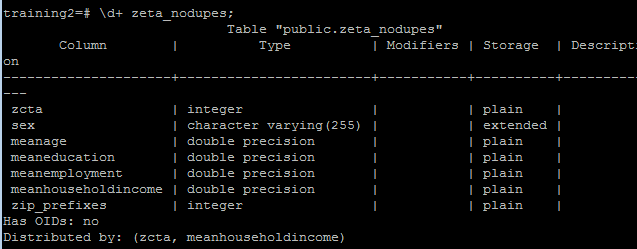 training2=# \d+ zeta_nodupes;
Table "public.zeta_nodupes"
Column | Type | Modifiers | Storage | Descripti
on
---------------------+------------------------+-----------+----------+---------
---
zcta | integer | | plain |
sex | character varying(255) | | extended |
meanage | double precision | | plain |
meaneducation | double precision | | plain |
meanemployment | double precision | | plain |
meanhouseholdincome | double precision | | plain |
zip_prefixes | integer | | plain |
Has OIDs: no
Distributed by: (zcta, meanhouseholdincome)